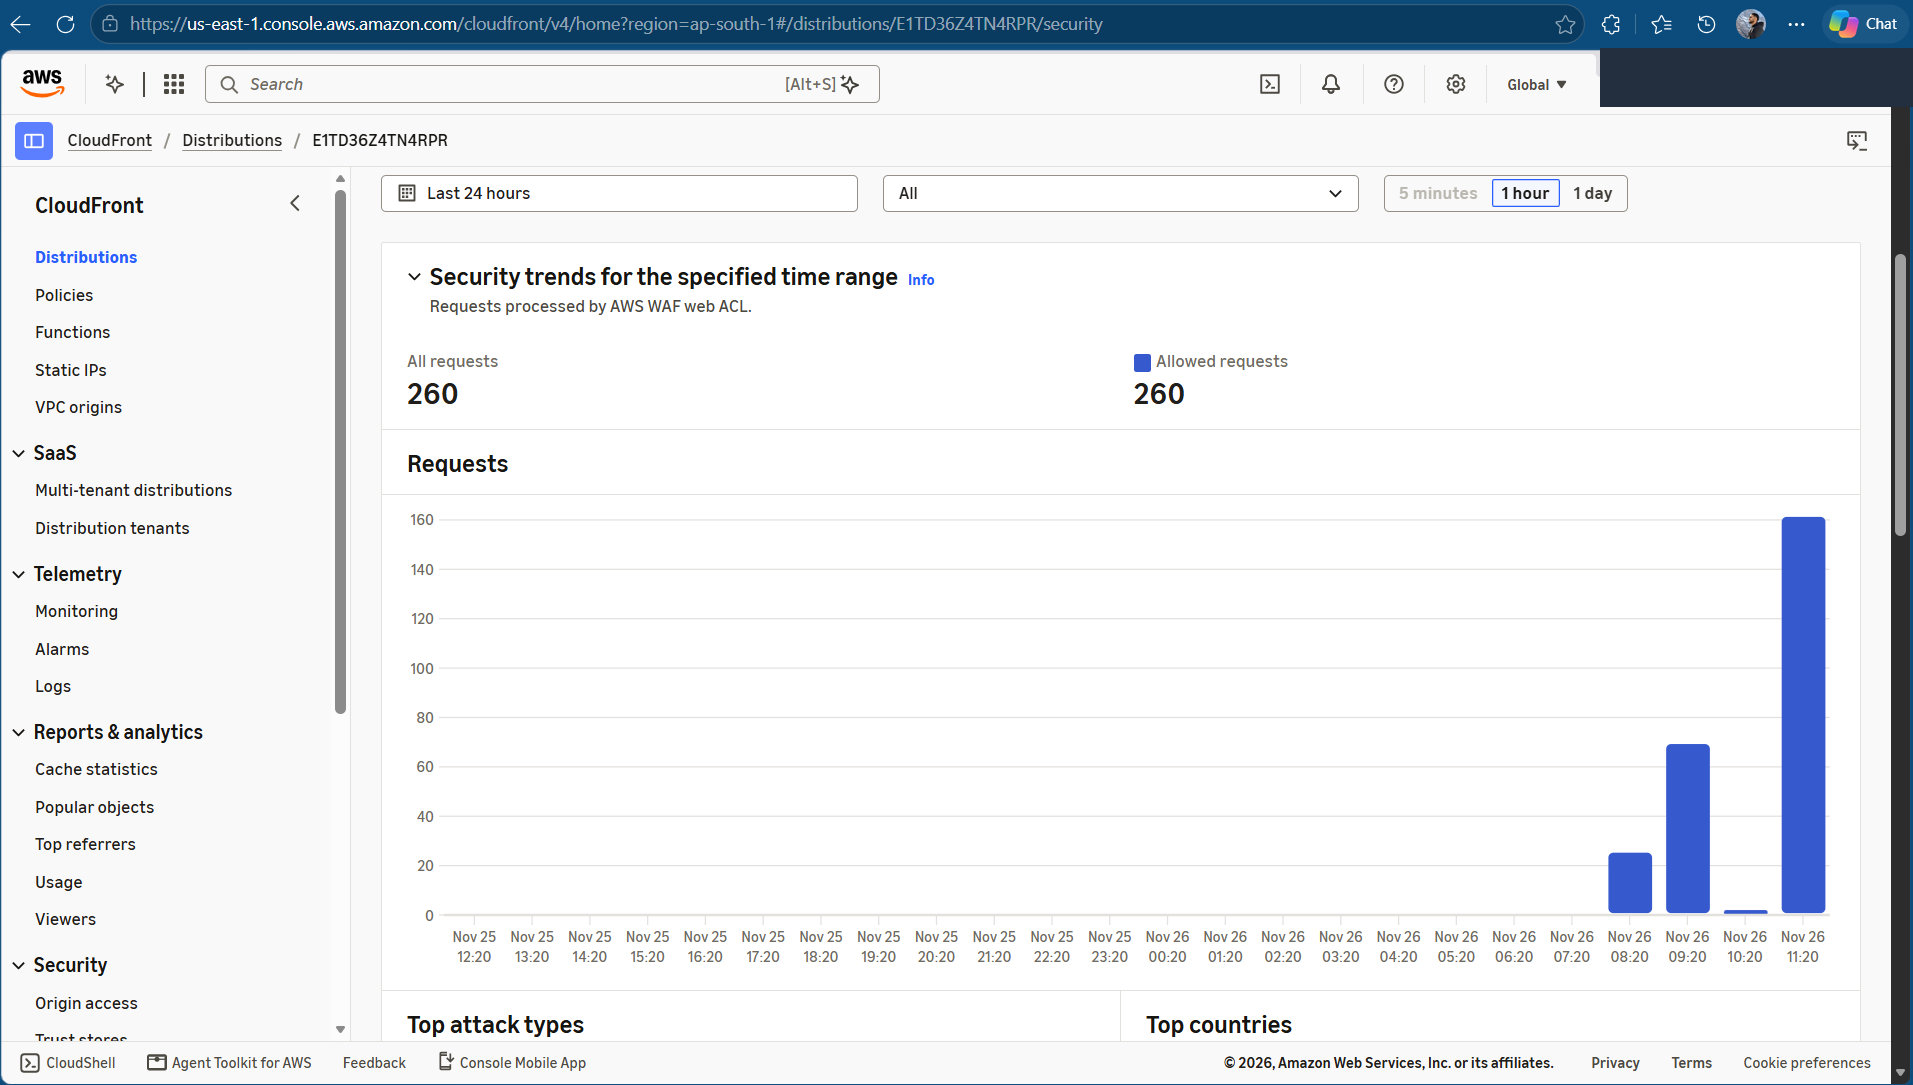 https://us-east-1.console.aws.amazon.com/cloudfront/v4/home?region=ap-south-1#/distributions/E1TD36Z4TN4RPR/security
Chat
aws
Search [Alt+S]
Global
CloudFront / Distributions / E1TD36Z4TN4RPR
CloudFront
Distributions
Policies
Functions
Static IPs
VPC origins
SaaS
Multi-tenant distributions
Distribution tenants
Telemetry
Monitoring
Alarms
Logs
Reports & analytics
Cache statistics
Popular objects
Top referrers
Usage
Viewers
Security
Origin access
Trust stores
Last 24 hours
All
5 minutes 1 hour 1 day
Security trends for the specified time range Info
Requests processed by AWS WAF web ACL.
All requests
260
Allowed requests
260
Requests
160
140
120
100
80
60
40
20
0
Nov 25 Nov 25 Nov 25 Nov 25 Nov 25 Nov 25 Nov 25 Nov 25 Nov 25 Nov 25 Nov 25 Nov 25 Nov 26 Nov 26 Nov 26 Nov 26 Nov 26 Nov 26 Nov 26 Nov 26 Nov 26 Nov 26 Nov 26 Nov 26
12:20 13:20 14:20 15:20 16:20 17:20 18:20 19:20 20:20 21:20 22:20 23:20 00:20 01:20 02:20 03:20 04:20 05:20 06:20 07:20 08:20 09:20 10:20 11:20
Top attack types
Top countries
CloudShell Agent Toolkit for AWS Feedback Console Mobile App © 2026, Amazon Web Services, Inc. or its affiliates. Privacy Terms Cookie preferences